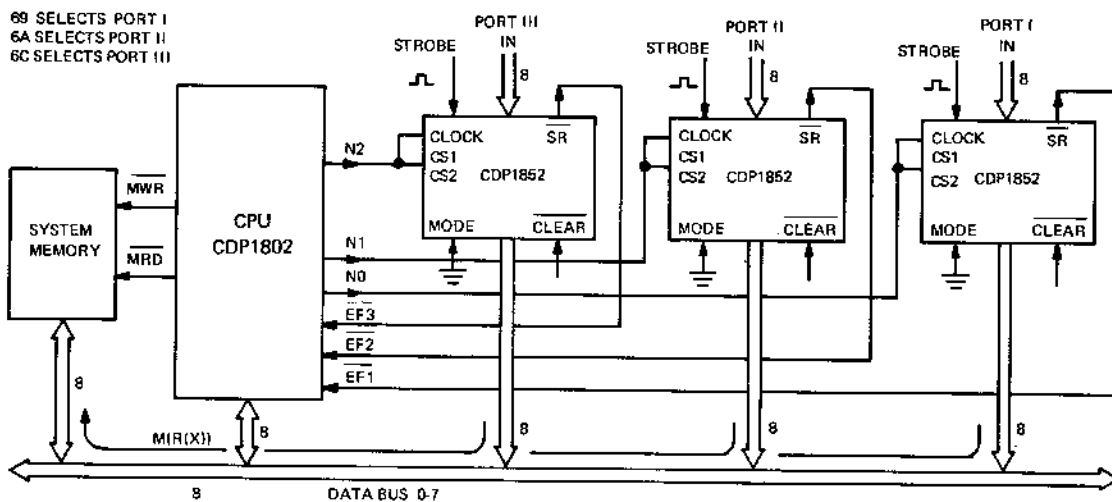 69 SELECTS PORT I
6A SELECTS PORT II
6C SELECTS PORT III
PORT III
IN
STROBE
8
PORT II
IN
STROBE
8
PORT I
IN
STROBE
8
CLOCK
SR
CS1
CS2
CDP1852
MODE
CLEAR
CLOCK
SR
CS1
CS2
CDP1852
MODE
CLEAR
CLOCK
SR
CS1
CS2
CDP1852
MODE
CLEAR
SYSTEM
MEMORY
MWR
MRD
CPU
CDP1802
N2
N1
N0
EF3
EF2
EF1
8
M(R(X))
8
8
8
8
8
DATA BUS 0-7